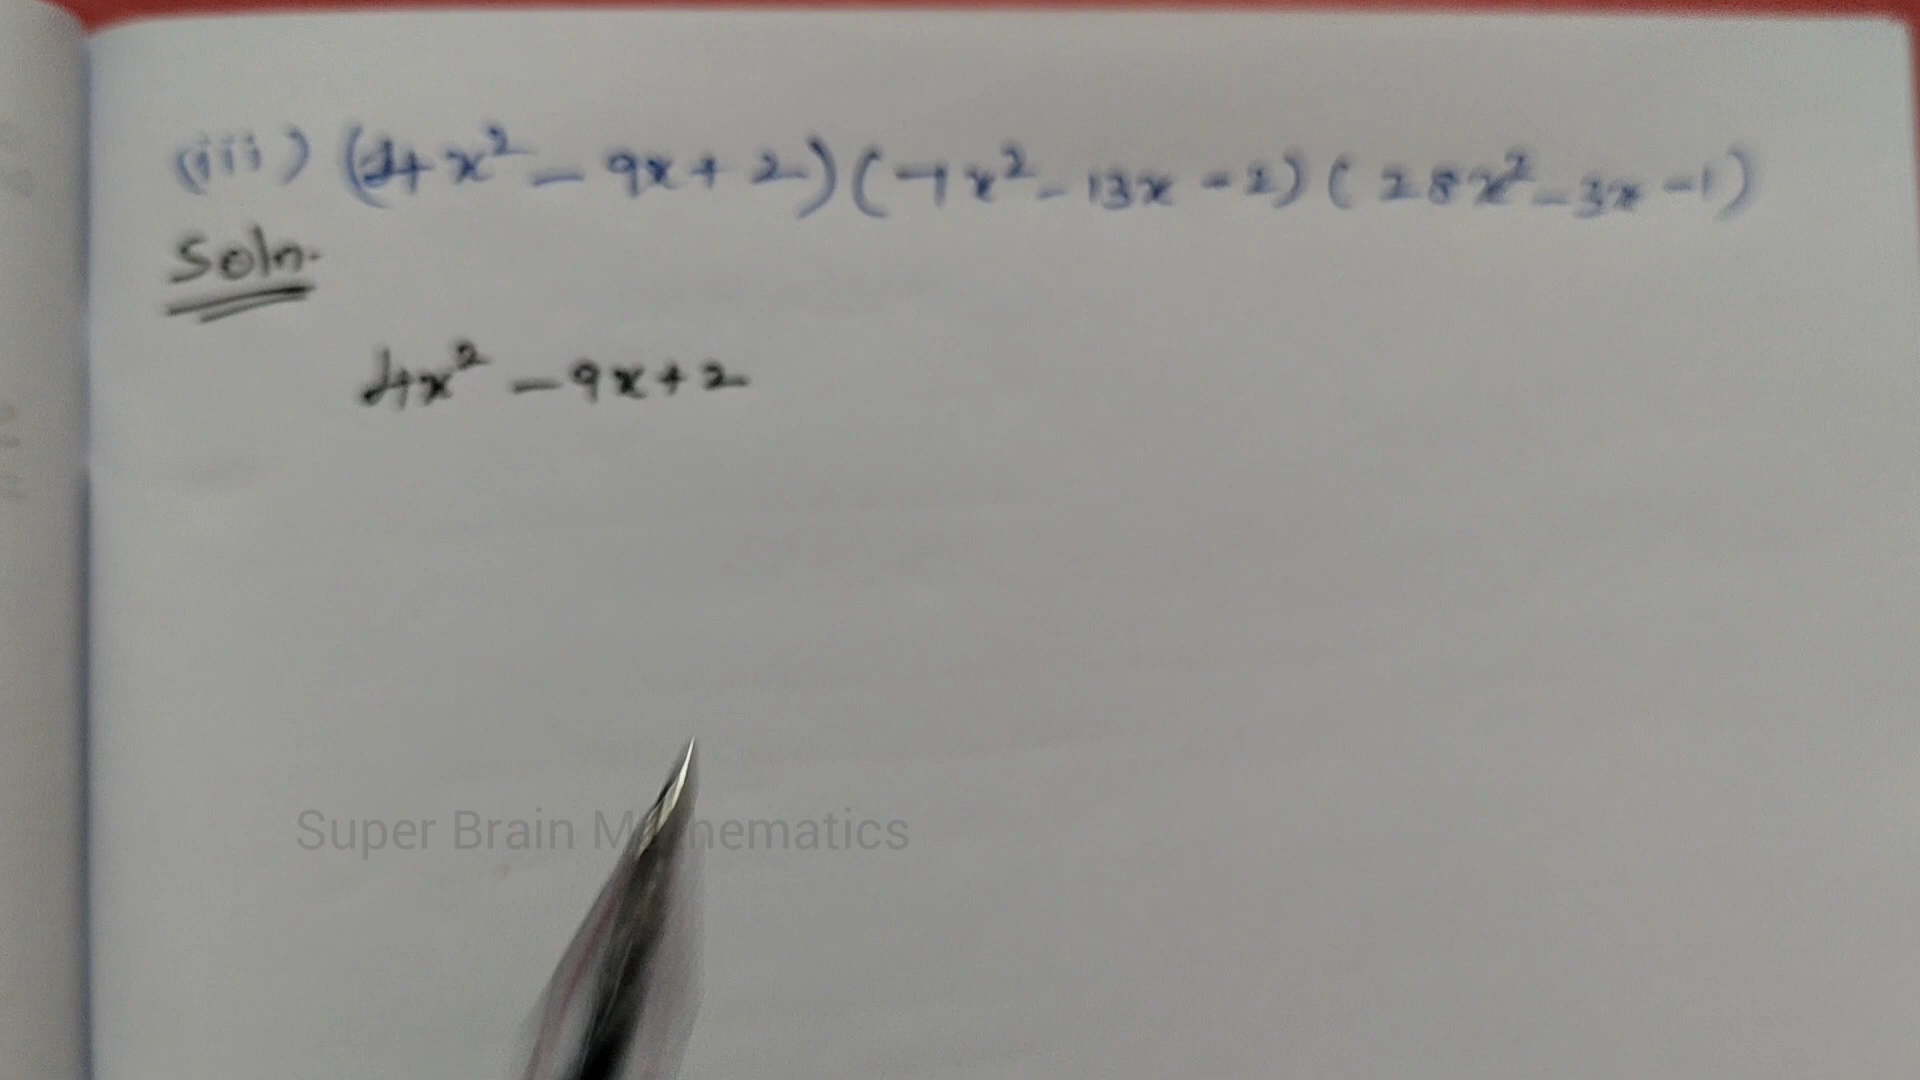 (iii) (4x² - 9x + 2) (7x² - 13x - 2) (28x² - 3x - 1)
Soln.
4x² - 9x + 2
Super Brain Mathematics